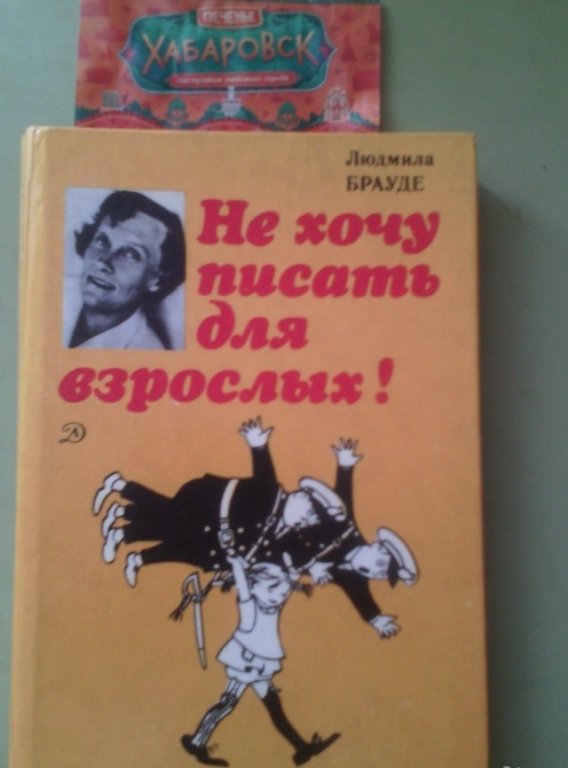 ПЕЧЕНЬЕ
ХАБАРОВСК
Людмила
БРАУДЕ
Не хочу
писать
для
взрослых!